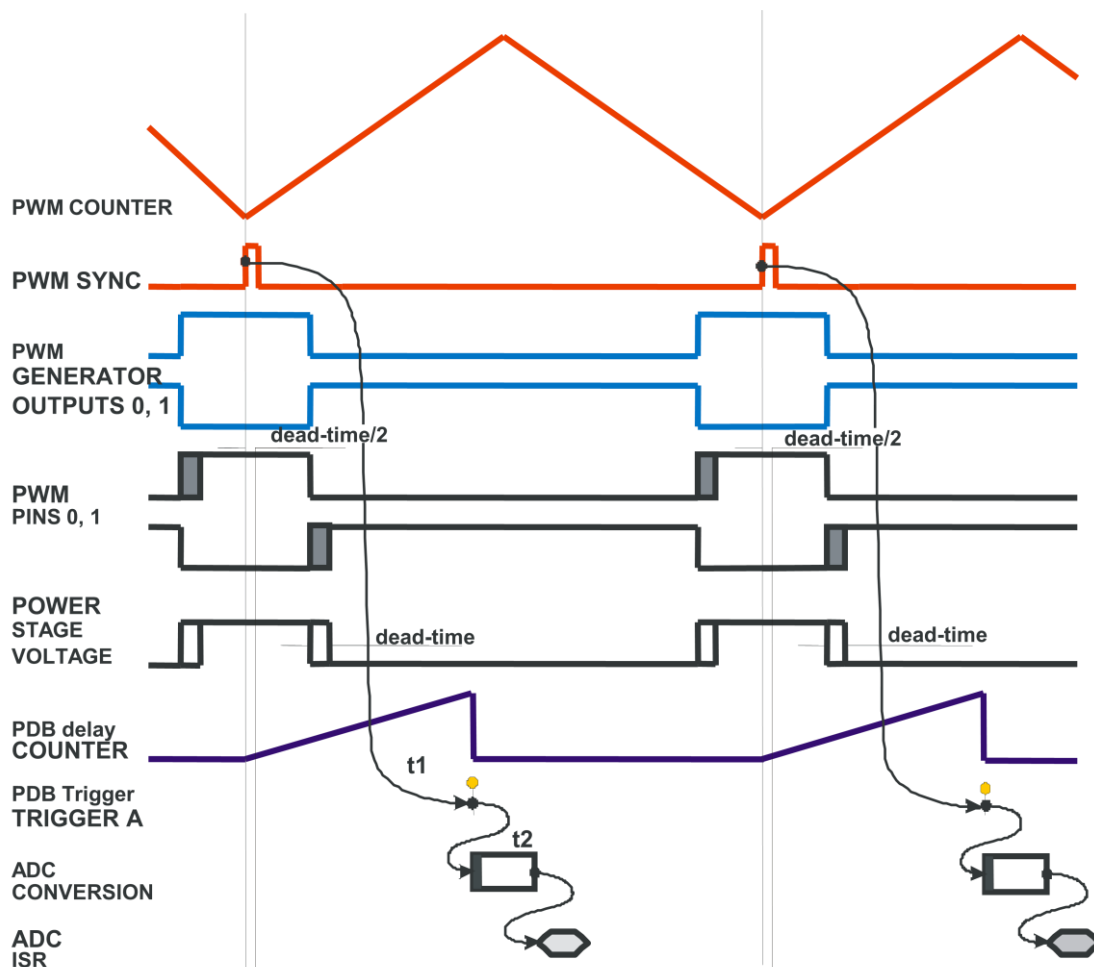 PWM COUNTER
PWM SYNC
PWM
GENERATOR
OUTPUTS 0, 1
dead-time/2
dead-time/2
PWM
PINS 0, 1
POWER
STAGE
VOLTAGE
dead-time
dead-time
PDB delay
COUNTER
t1
PDB Trigger
TRIGGER A
t2
ADC
CONVERSION
ADC
ISR